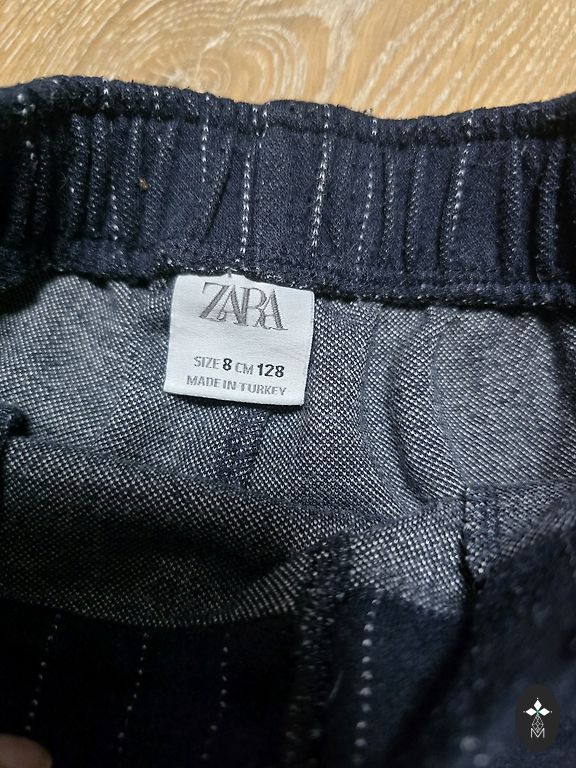 ZARA
SIZE 8 CM 128
MADE IN TURKEY
M